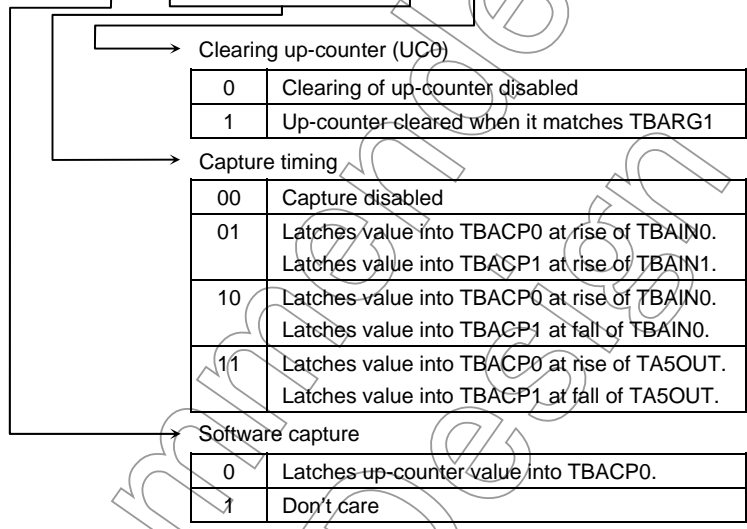 Clearing up-counter (UC0)
0 Clearing of up-counter disabled
1 Up-counter cleared when it matches TBARG1
Capture timing
00 Capture disabled
01 Latches value into TBACP0 at rise of TBAIN0.
Latches value into TBACP1 at rise of TBAIN1.
10 Latches value into TBACP0 at rise of TBAIN0.
Latches value into TBACP1 at fall of TBAIN0.
11 Latches value into TBACP0 at rise of TA5OUT.
Latches value into TBACP1 at fall of TA5OUT.
Software capture
0 Latches up-counter value into TBACP0.
1 Don't care